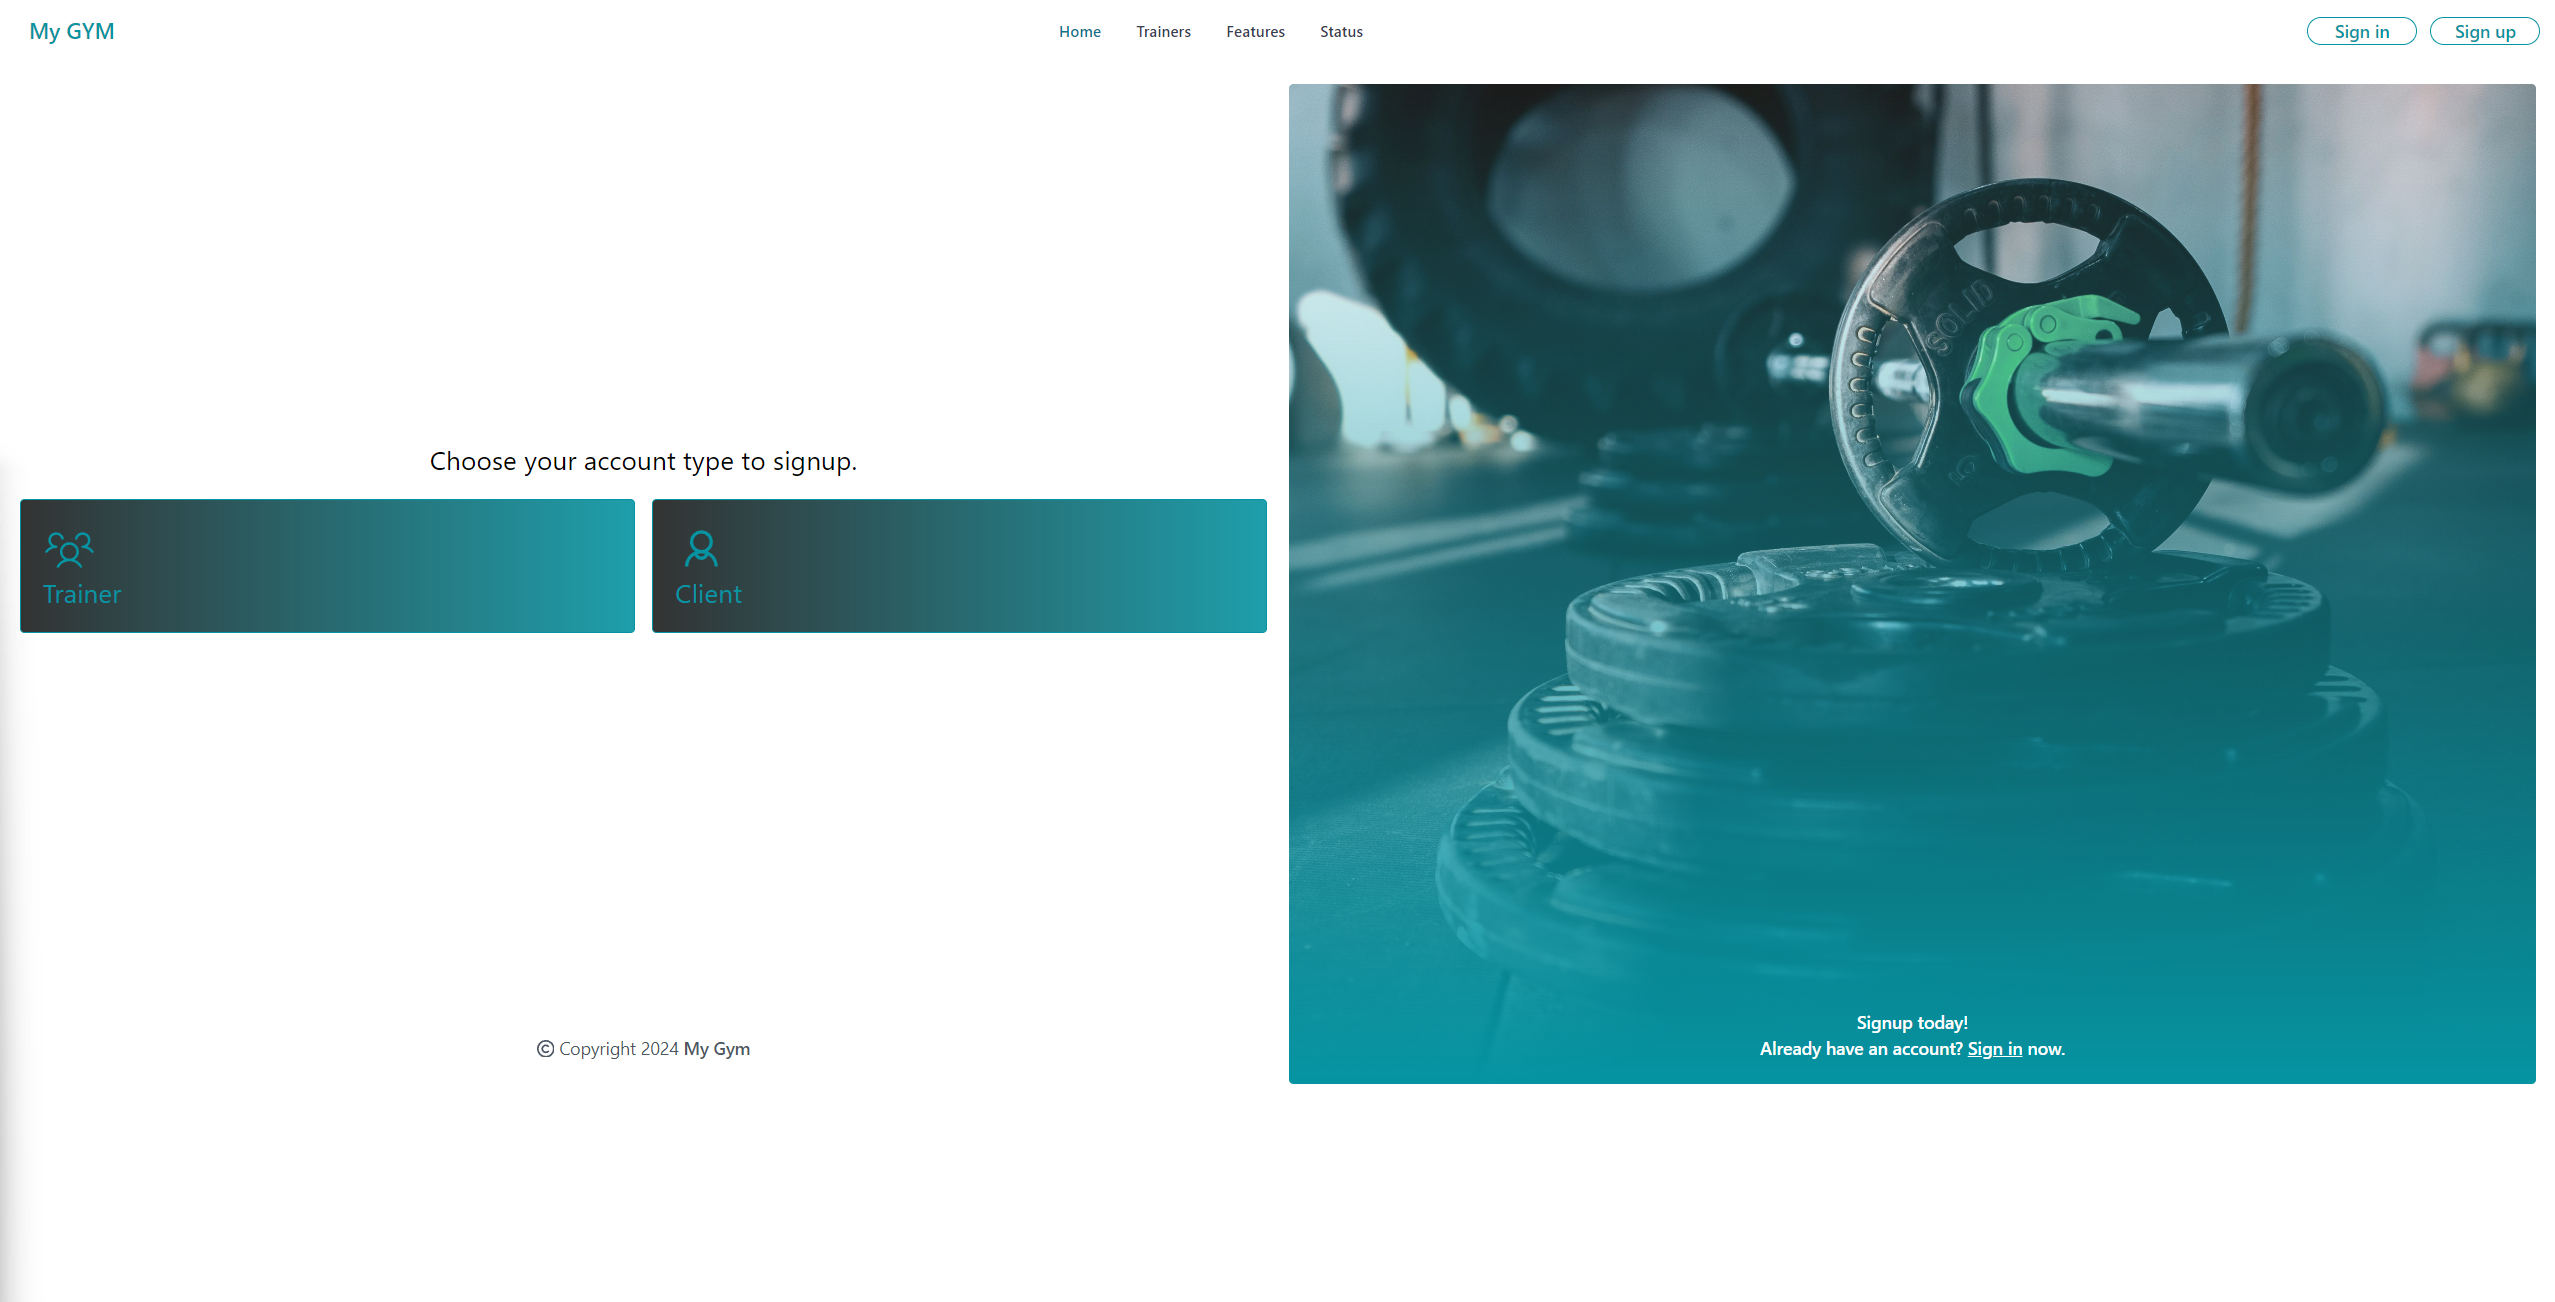 My GYM
Home
Trainers
Features
Status
Sign in
Sign up
SOLID
Choose your account type to signup.
Trainer
Client
© Copyright 2024 My Gym
Signup today!
Already have an account? Sign in now.